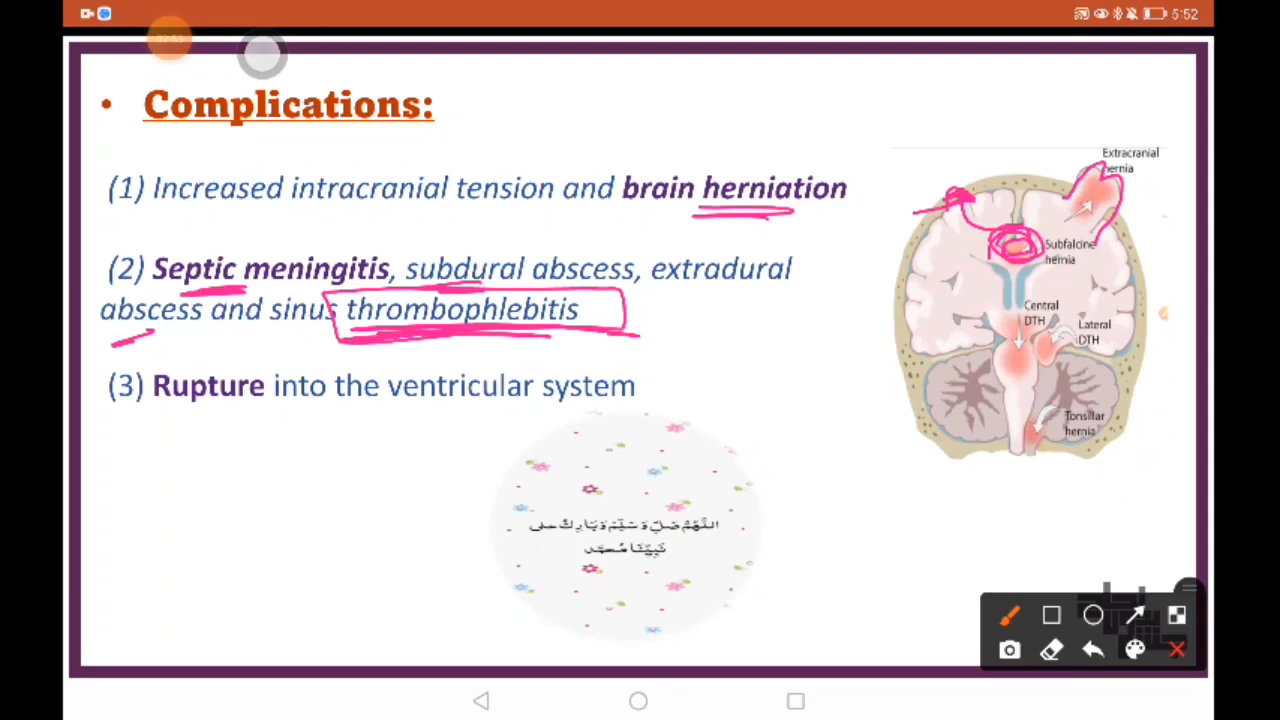 5:52
• Complications:
(1) Increased intracranial tension and brain herniation
(2) Septic meningitis, subdural abscess, extradural
abscess and sinus thrombophlebitis
(3) Rupture into the ventricular system
Extracranial
hernia
Subfalcine
hernia
Central
DTH
Lateral
DTH
Tonsillar
hernia
اللهم صل وسلم وبارك على
نبينا محمد